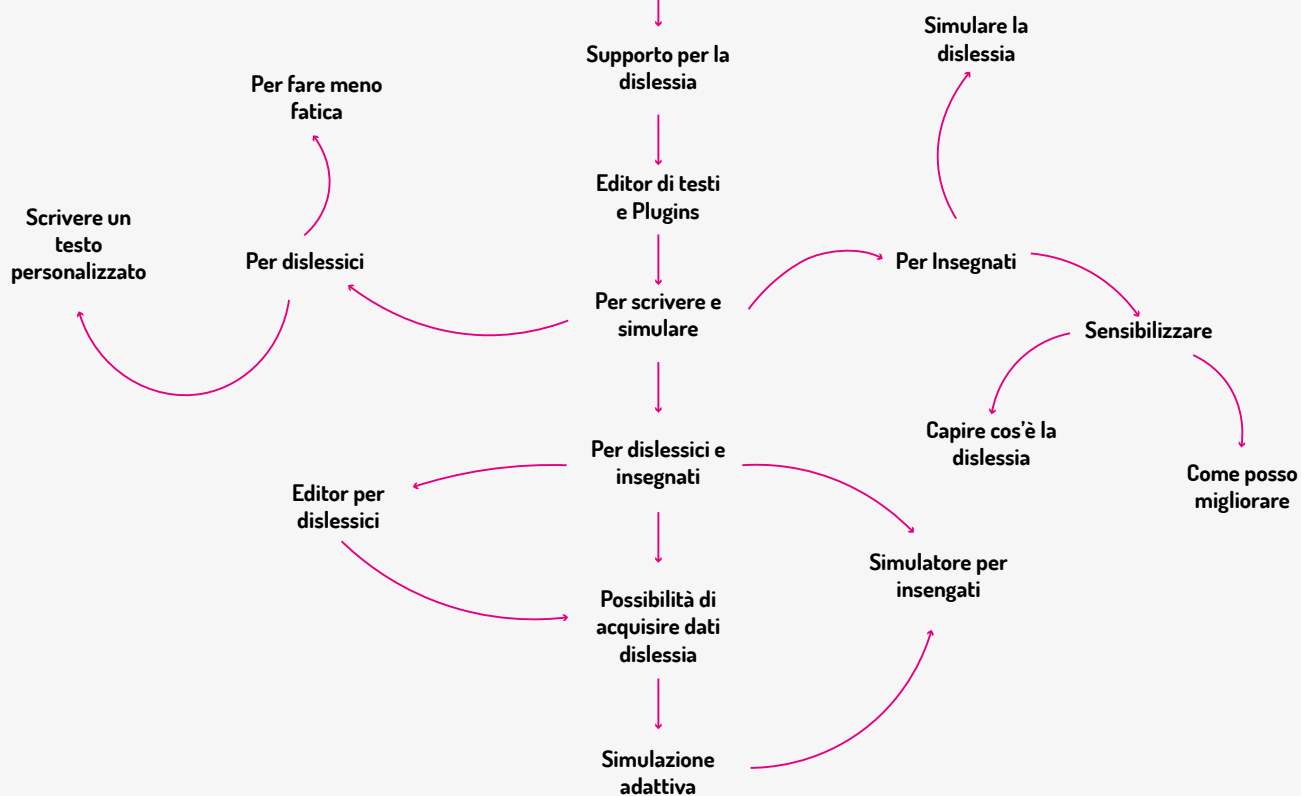 Simulare la
dislessia
Supporto per la
dislessia
Per fare meno
fatica
Editor di testi
e Plugins
Scrivere un
testo
personalizzato
Per dislessici
Per Insegnati
Per scrivere e
simulare
Sensibilizzare
Capire cos'è la
dislessia
Per dislessici e
insegnati
Come posso
migliorare
Editor per
dislessici
Simulatore per
insengati
Possibilità di
acquisire dati
dislessia
Simulazione
adattiva